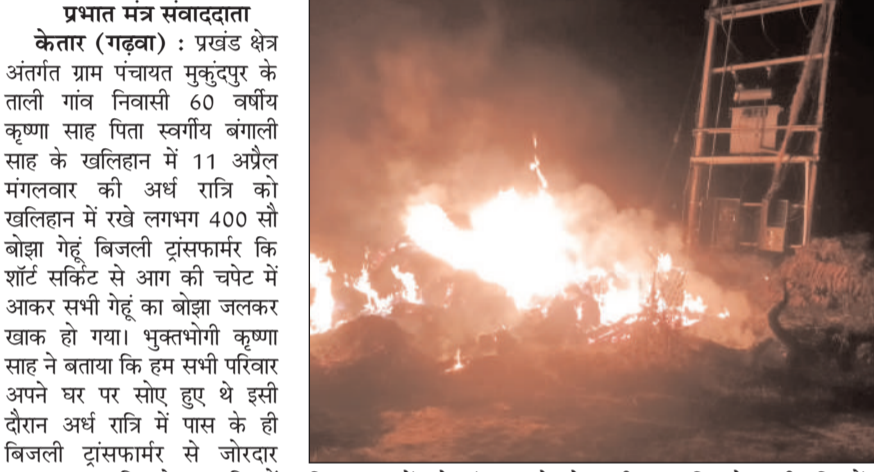 प्रभात मंत्र संवाददाता
केतार (गढ़वा) : प्रखंड क्षेत्र
अंतर्गत ग्राम पंचायत मुकुंदपुर के
ताली गांव निवासी 60 वर्षीय
कृष्णा साह पिता स्वर्गीय बंगाली
साह के खलिहान में 11 अप्रैल
मंगलवार की अर्ध रात्रि को
खलिहान में रखे लगभग 400 सौ
बोझा गेहूं बिजली ट्रांसफार्मर कि
शॉर्ट सर्किट से आग की चपेट में
आकर सभी गेहूं का बोझा जलकर
खाक हो गया। भुक्तभोगी कृष्णा
साह ने बताया कि हम सभी परिवार
अपने घर पर सोए हुए थे इसी
दौरान अर्ध रात्रि में पास के ही
बिजली ट्रांसफार्मर से जोरदार